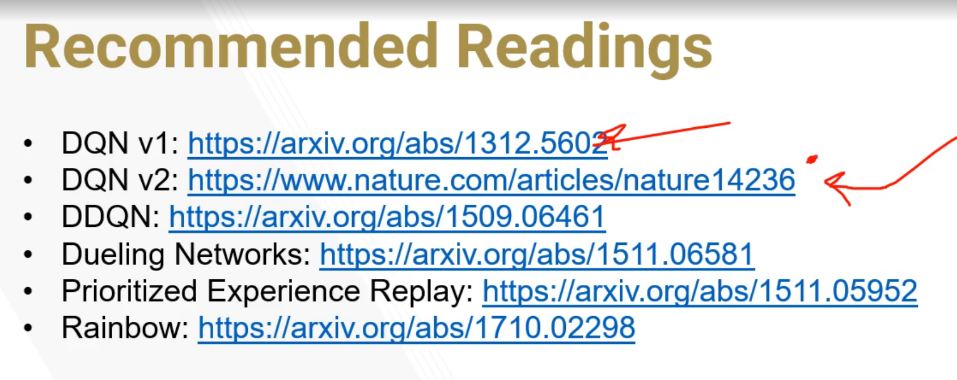 Recommended Readings
• DQN v1: https://arxiv.org/abs/1312.5602
• DQN v2: https://www.nature.com/articles/nature14236
• DDQN: https://arxiv.org/abs/1509.06461
• Dueling Networks: https://arxiv.org/abs/1511.06581
• Prioritized Experience Replay: https://arxiv.org/abs/1511.05952
• Rainbow: https://arxiv.org/abs/1710.02298